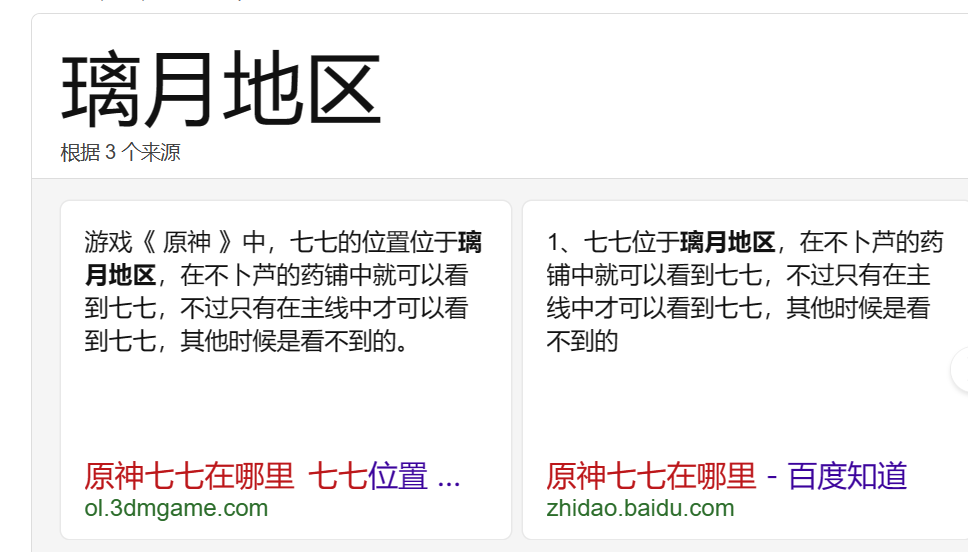 璃月地区
根据 3 个来源
游戏《 原神 》中，七七的位置位于璃
月地区，在不卜芦的药铺中就可以看
到七七，不过只有在主线中才可以看
到七七，其他时候是看不到的。
原神七七在哪里 七七位置 ...
ol.3dmgame.com
1、七七位于璃月地区，在不卜芦的药
铺中就可以看到七七，不过只有在主
线中才可以看到七七，其他时候是看
不到的
原神七七在哪里 - 百度知道
zhidao.baidu.com